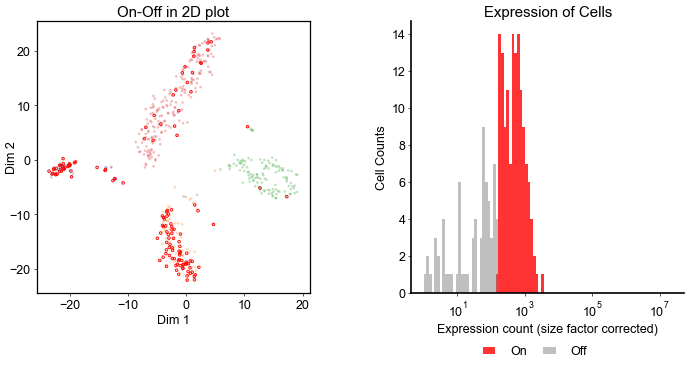 On-Off in 2D plot
Dim 2
20
10
0
−10
−20
−20 −10 0 10 20
Dim 1
Expression of Cells
Cell Counts
14
12
10
8
6
4
2
0
10^1 10^3 10^5 10^7
Expression count (size factor corrected)
On Off